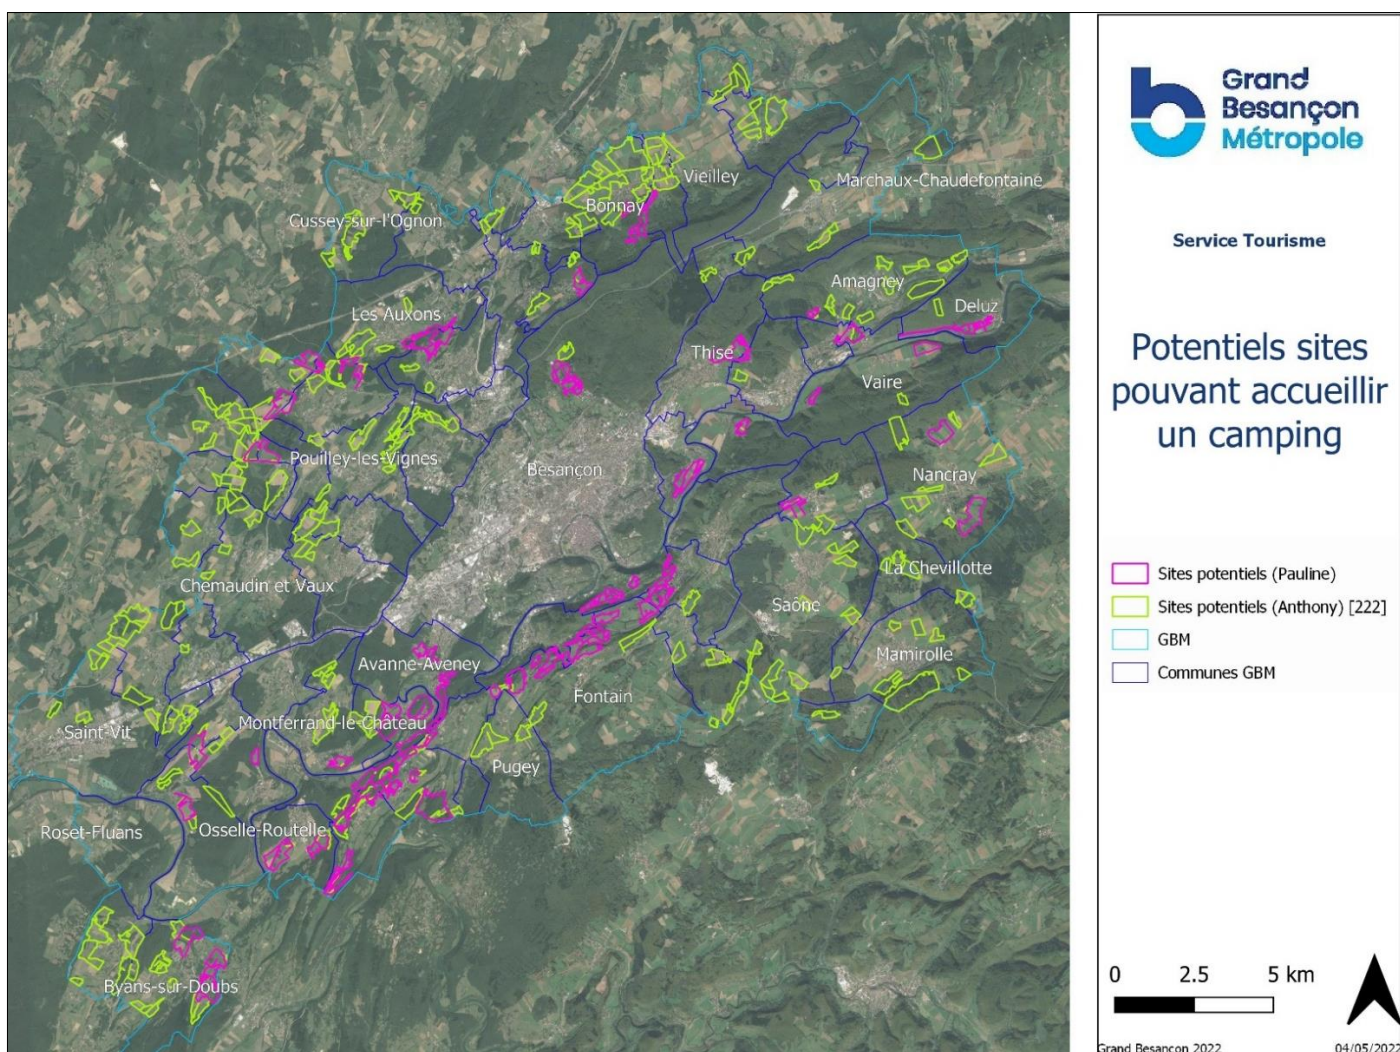 Vieilley
Marchaux-Chaudefontaine
Bonnay
Cussey-sur-l'Ognon
Amagney
Deluz
Les Auxons
Thise
Vaire
Pouilley-les-Vignes
Besançon
Nancray
La Chevillotte
Chemaudin et Vaux
Saône
Mamirolle
Avanne-Aveney
Fontain
Montferrand-le-Château
Saint-Vit
Pugey
Roset-Fluans
Osselle-Routelle
Byans-sur-Doubs
Grand
Besançon
Métropole
Service Tourisme
Potentiels sites
pouvant accueillir
un camping
Sites potentiels (Pauline)
Sites potentiels (Anthony) [222]
GBM
Communes GBM
0 2.5 5 km
Grand Besançon 2022 04/05/2022